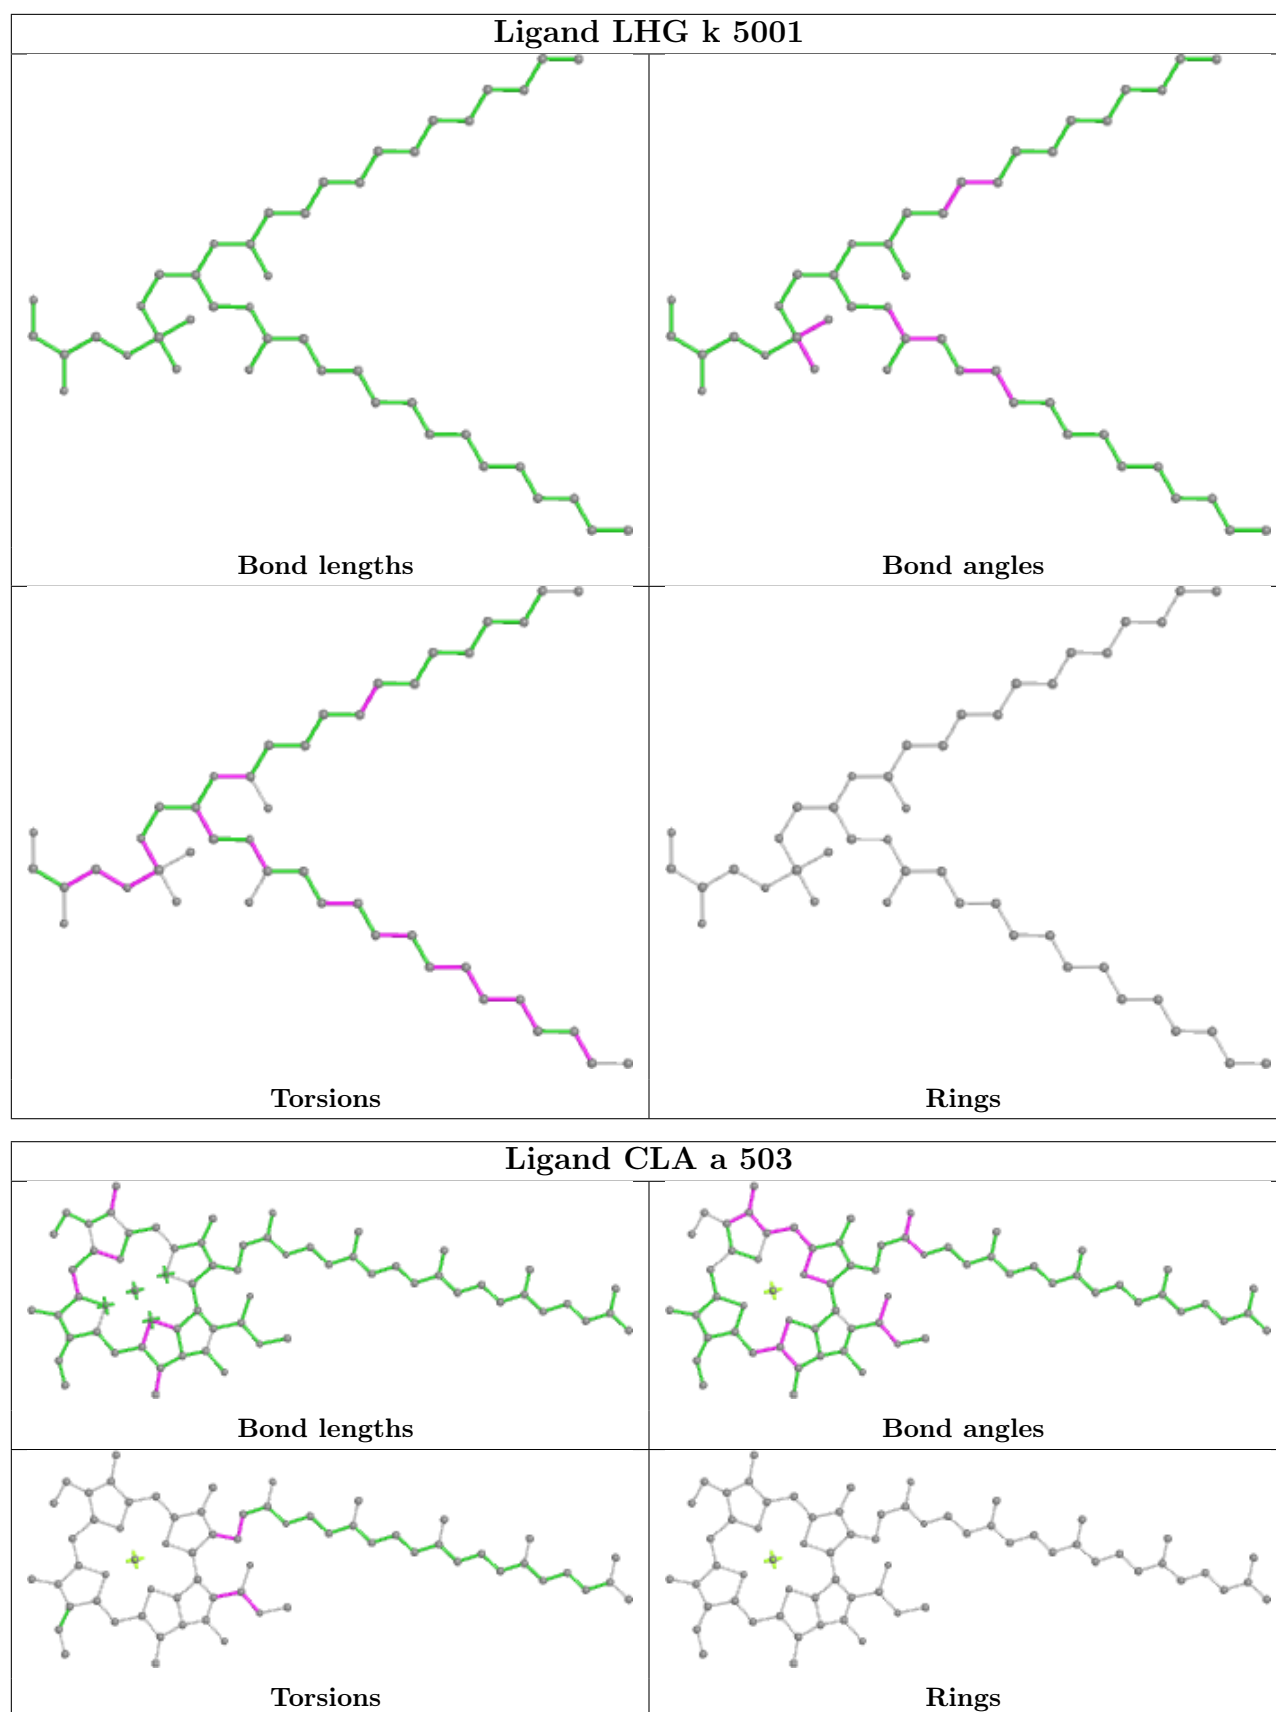 Ligand LHG k 5001
Bond lengths
Bond angles
Torsions
Rings
Ligand CLA a 503
Bond lengths
Bond angles
Torsions
Rings